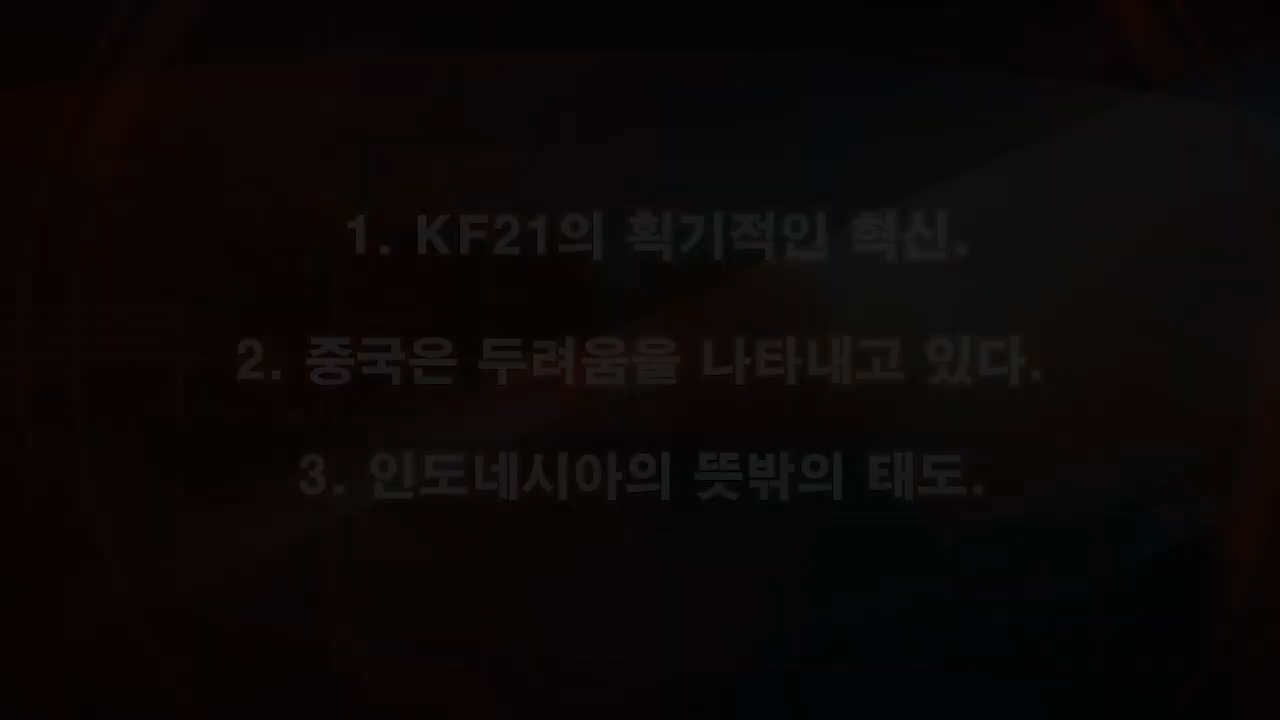 1. KF21의 획기적인 혁신.
2. 중국은 두려움을 나타내고 있다.
3. 인도네시아의 뜻밖의 태도.